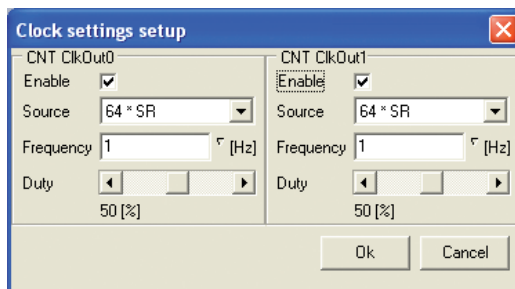 Clock settings setup
CNT ClkOut0
Enable
Source 64 * SR
Frequency 1 [Hz]
Duty
50 [%]
CNT ClkOut1
Enable
Source 64 * SR
Frequency 1 [Hz]
Duty
50 [%]
Ok Cancel